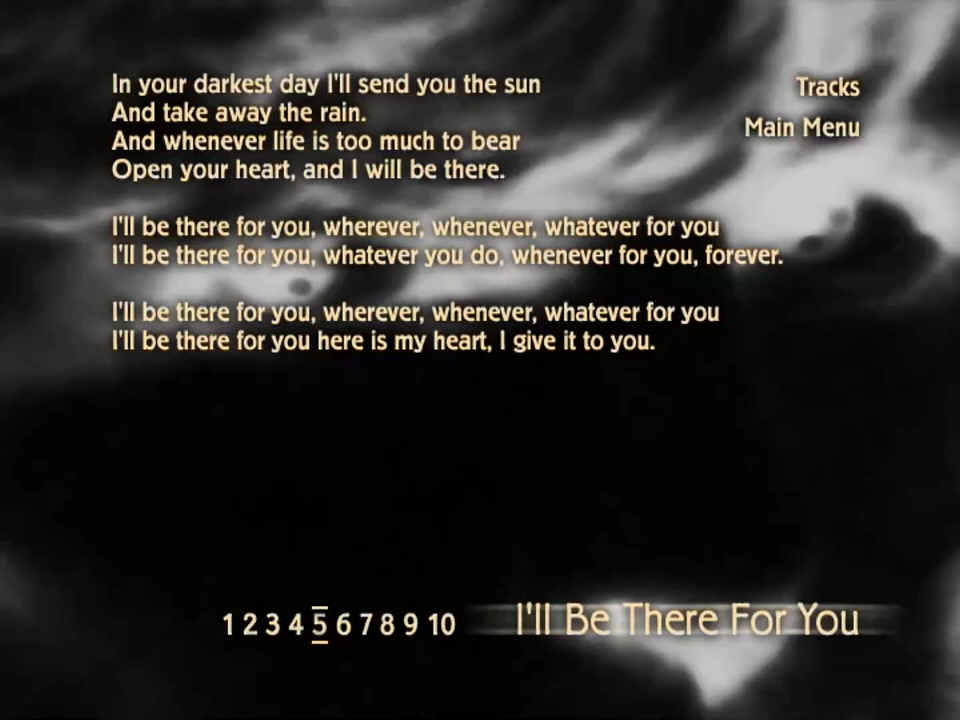 In your darkest day I'll send you the sun
And take away the rain.
And whenever life is too much to bear
Open your heart, and I will be there.
I'll be there for you, wherever, whenever, whatever for you
I'll be there for you, whatever you do, whenever for you, forever.
I'll be there for you, wherever, whenever, whatever for you
I'll be there for you here is my heart, I give it to you.
Tracks
Main Menu
1 2 3 4 5 6 7 8 9 10
I'll Be There For You